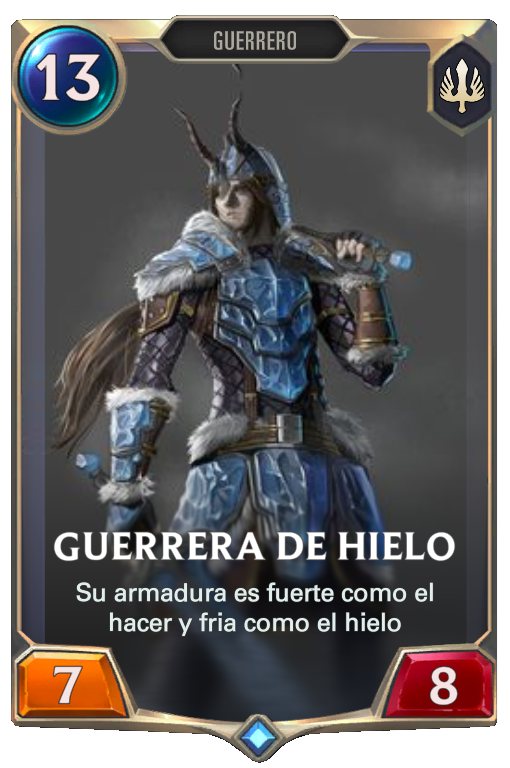 GUERRERO
13
GUERRERA DE HIELO
Su armadura es fuerte como el
hacer y fria como el hielo
7
8